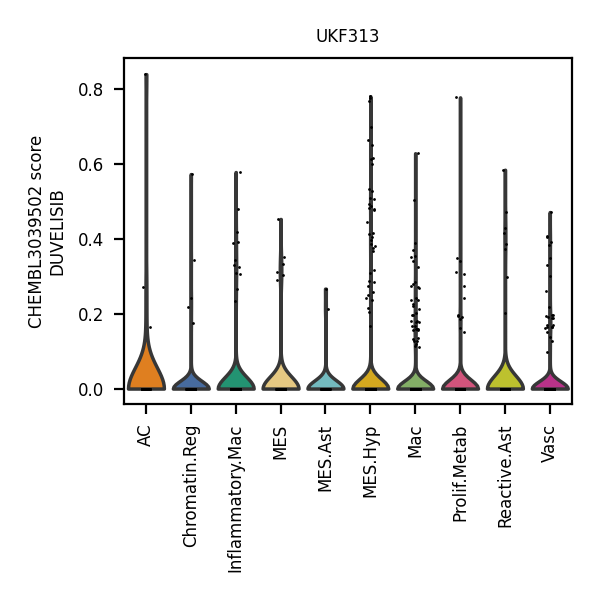 UKF313
CHEMBL3039502 score
DUVELISIB
0.8
0.6
0.4
0.2
0.0
AC
Chromatin.Reg
Inflammatory.Mac
MES
MES.Ast
MES.Hyp
Mac
Prolif.Metab
Reactive.Ast
Vasc